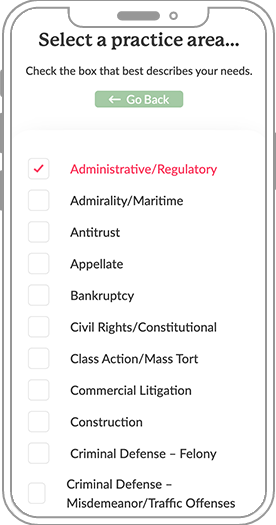 Select a practice area...
Check the box that best describes your needs.
← Go Back
Administrative/Regulatory
Admirality/Maritime
Antitrust
Appellate
Bankruptcy
Civil Rights/Constitutional
Class Action/Mass Tort
Commercial Litigation
Construction
Criminal Defense – Felony
Criminal Defense –
Misdemeanor/Traffic Offenses